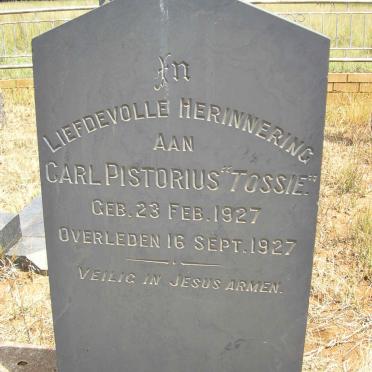 In
LIEFDEVOLLE HERINNERING
AAN
CARL PISTORIUS "TOSSIE."
GEB. 23 FEB. 1927
OVERLEDEN 16 SEPT. 1927
VEILIG IN JESUS ARMEN.